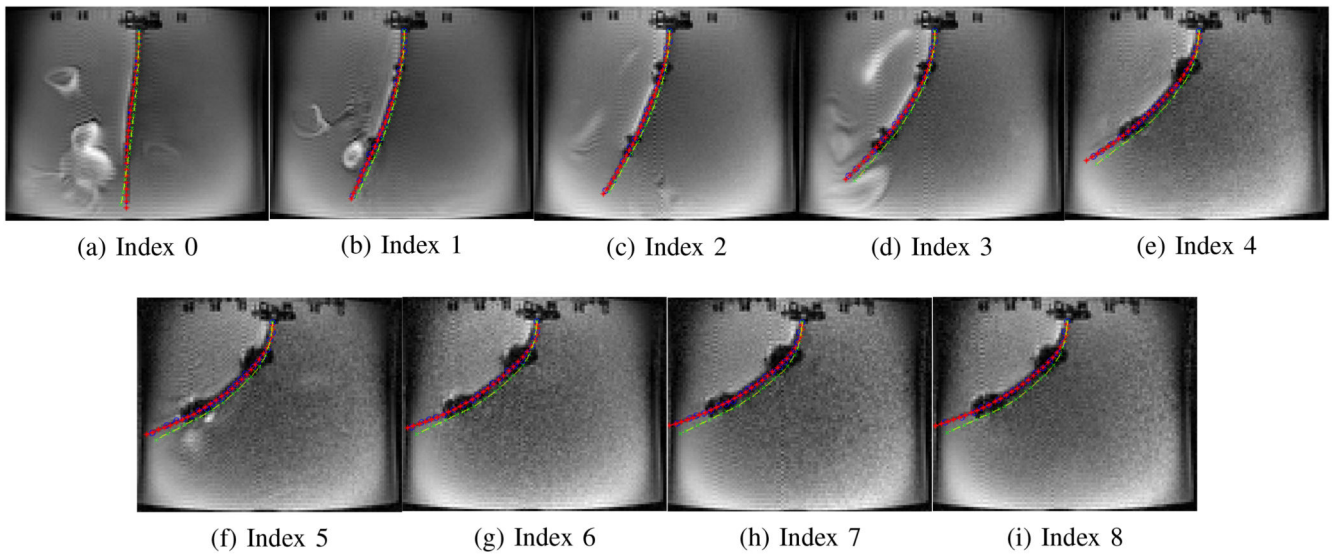 (a) Index 0
(b) Index 1
(c) Index 2
(d) Index 3
(e) Index 4
(f) Index 5
(g) Index 6
(h) Index 7
(i) Index 8